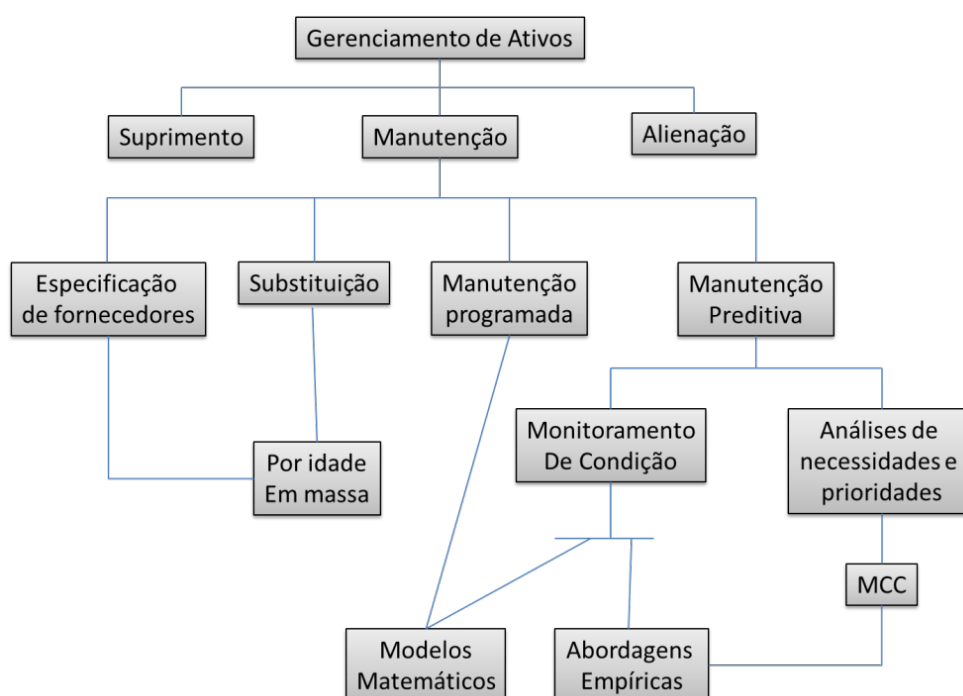 Gerenciamento de Ativos
Suprimento
Manutenção
Alienação
Especificação
de fornecedores
Substituição
Manutenção
programada
Manutenção
Preditiva
Monitoramento
De Condição
Análises de
necessidades e
prioridades
Por idade
Em massa
MCC
Modelos
Matemáticos
Abordagens
Empíricas